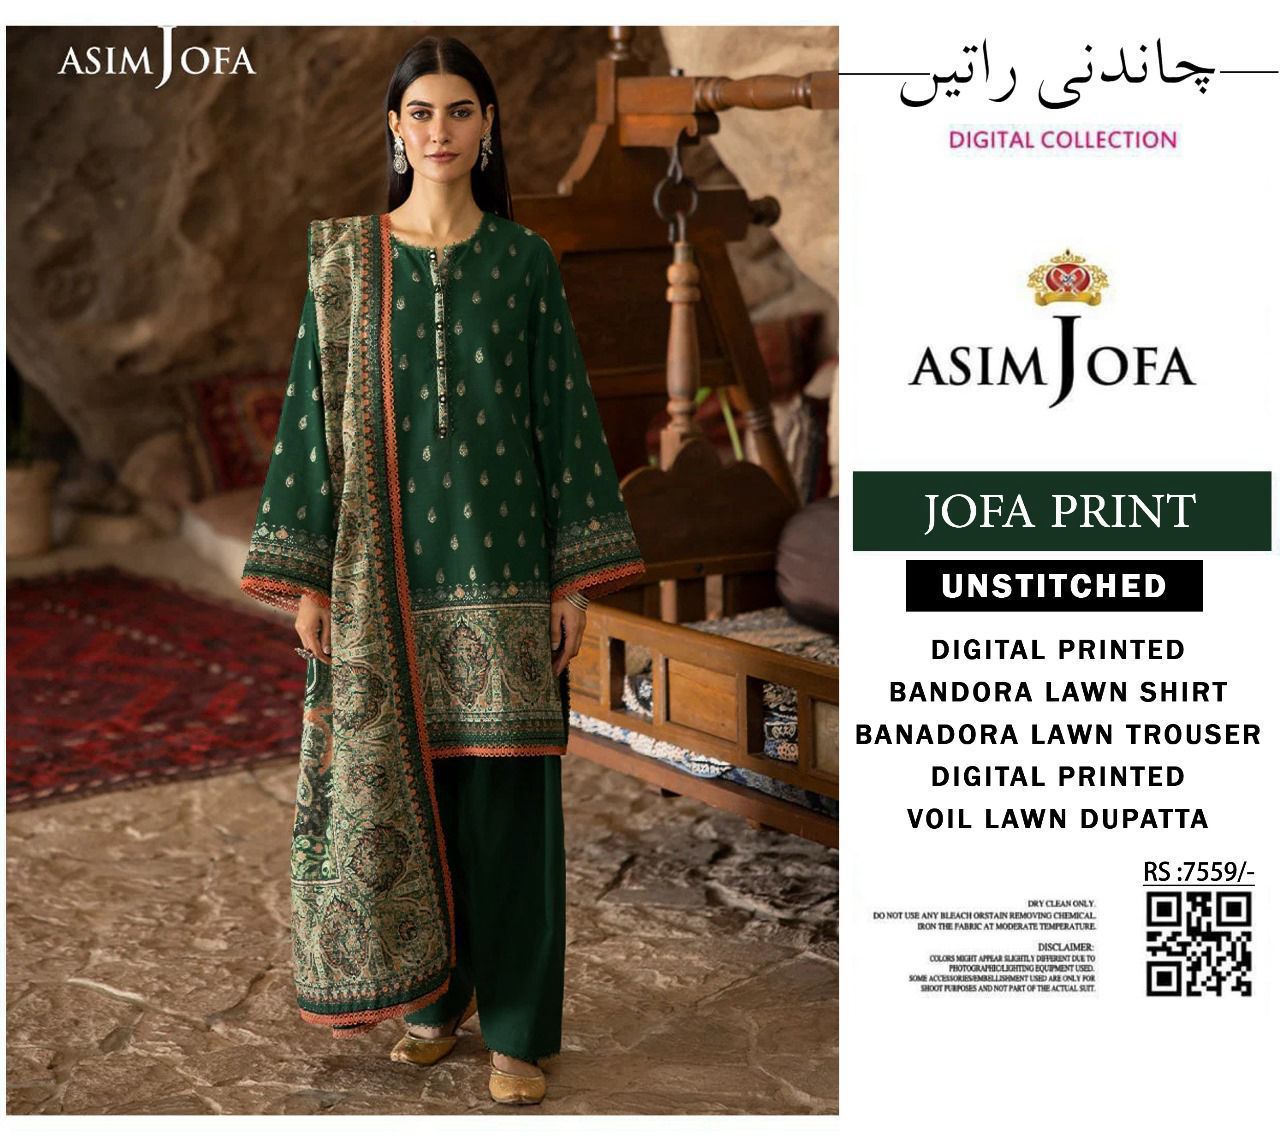 ASIM JOFA
چاندنی راتیں
DIGITAL COLLECTION
ASIM JOFA
JOFA PRINT
UNSTITCHED
DIGITAL PRINTED
BANDORA LAWN SHIRT
BANADORA LAWN TROUSER
DIGITAL PRINTED
VOIL LAWN DUPATTA
RS :7559/-
DRY CLEAN ONLY.
DO NOT USE ANY BLEACH ORSTAIN REMOVING CHEMICAL.
IRON THE FABRIC AT MODERATE TEMPERATURE.
DISCLAIMER:
COLORS MIGHT APPEAR SLIGHTLY DIFFERENT DUE TO
PHOTOGRAPHIC/LIGHTING EQUIPMENT USED.
SOME ACCESSORIES/EMBELLISHMENT USED ARE ONLY FOR
SHOOT PURPOSES AND NOT PART OF THE ACTUAL SUIT.